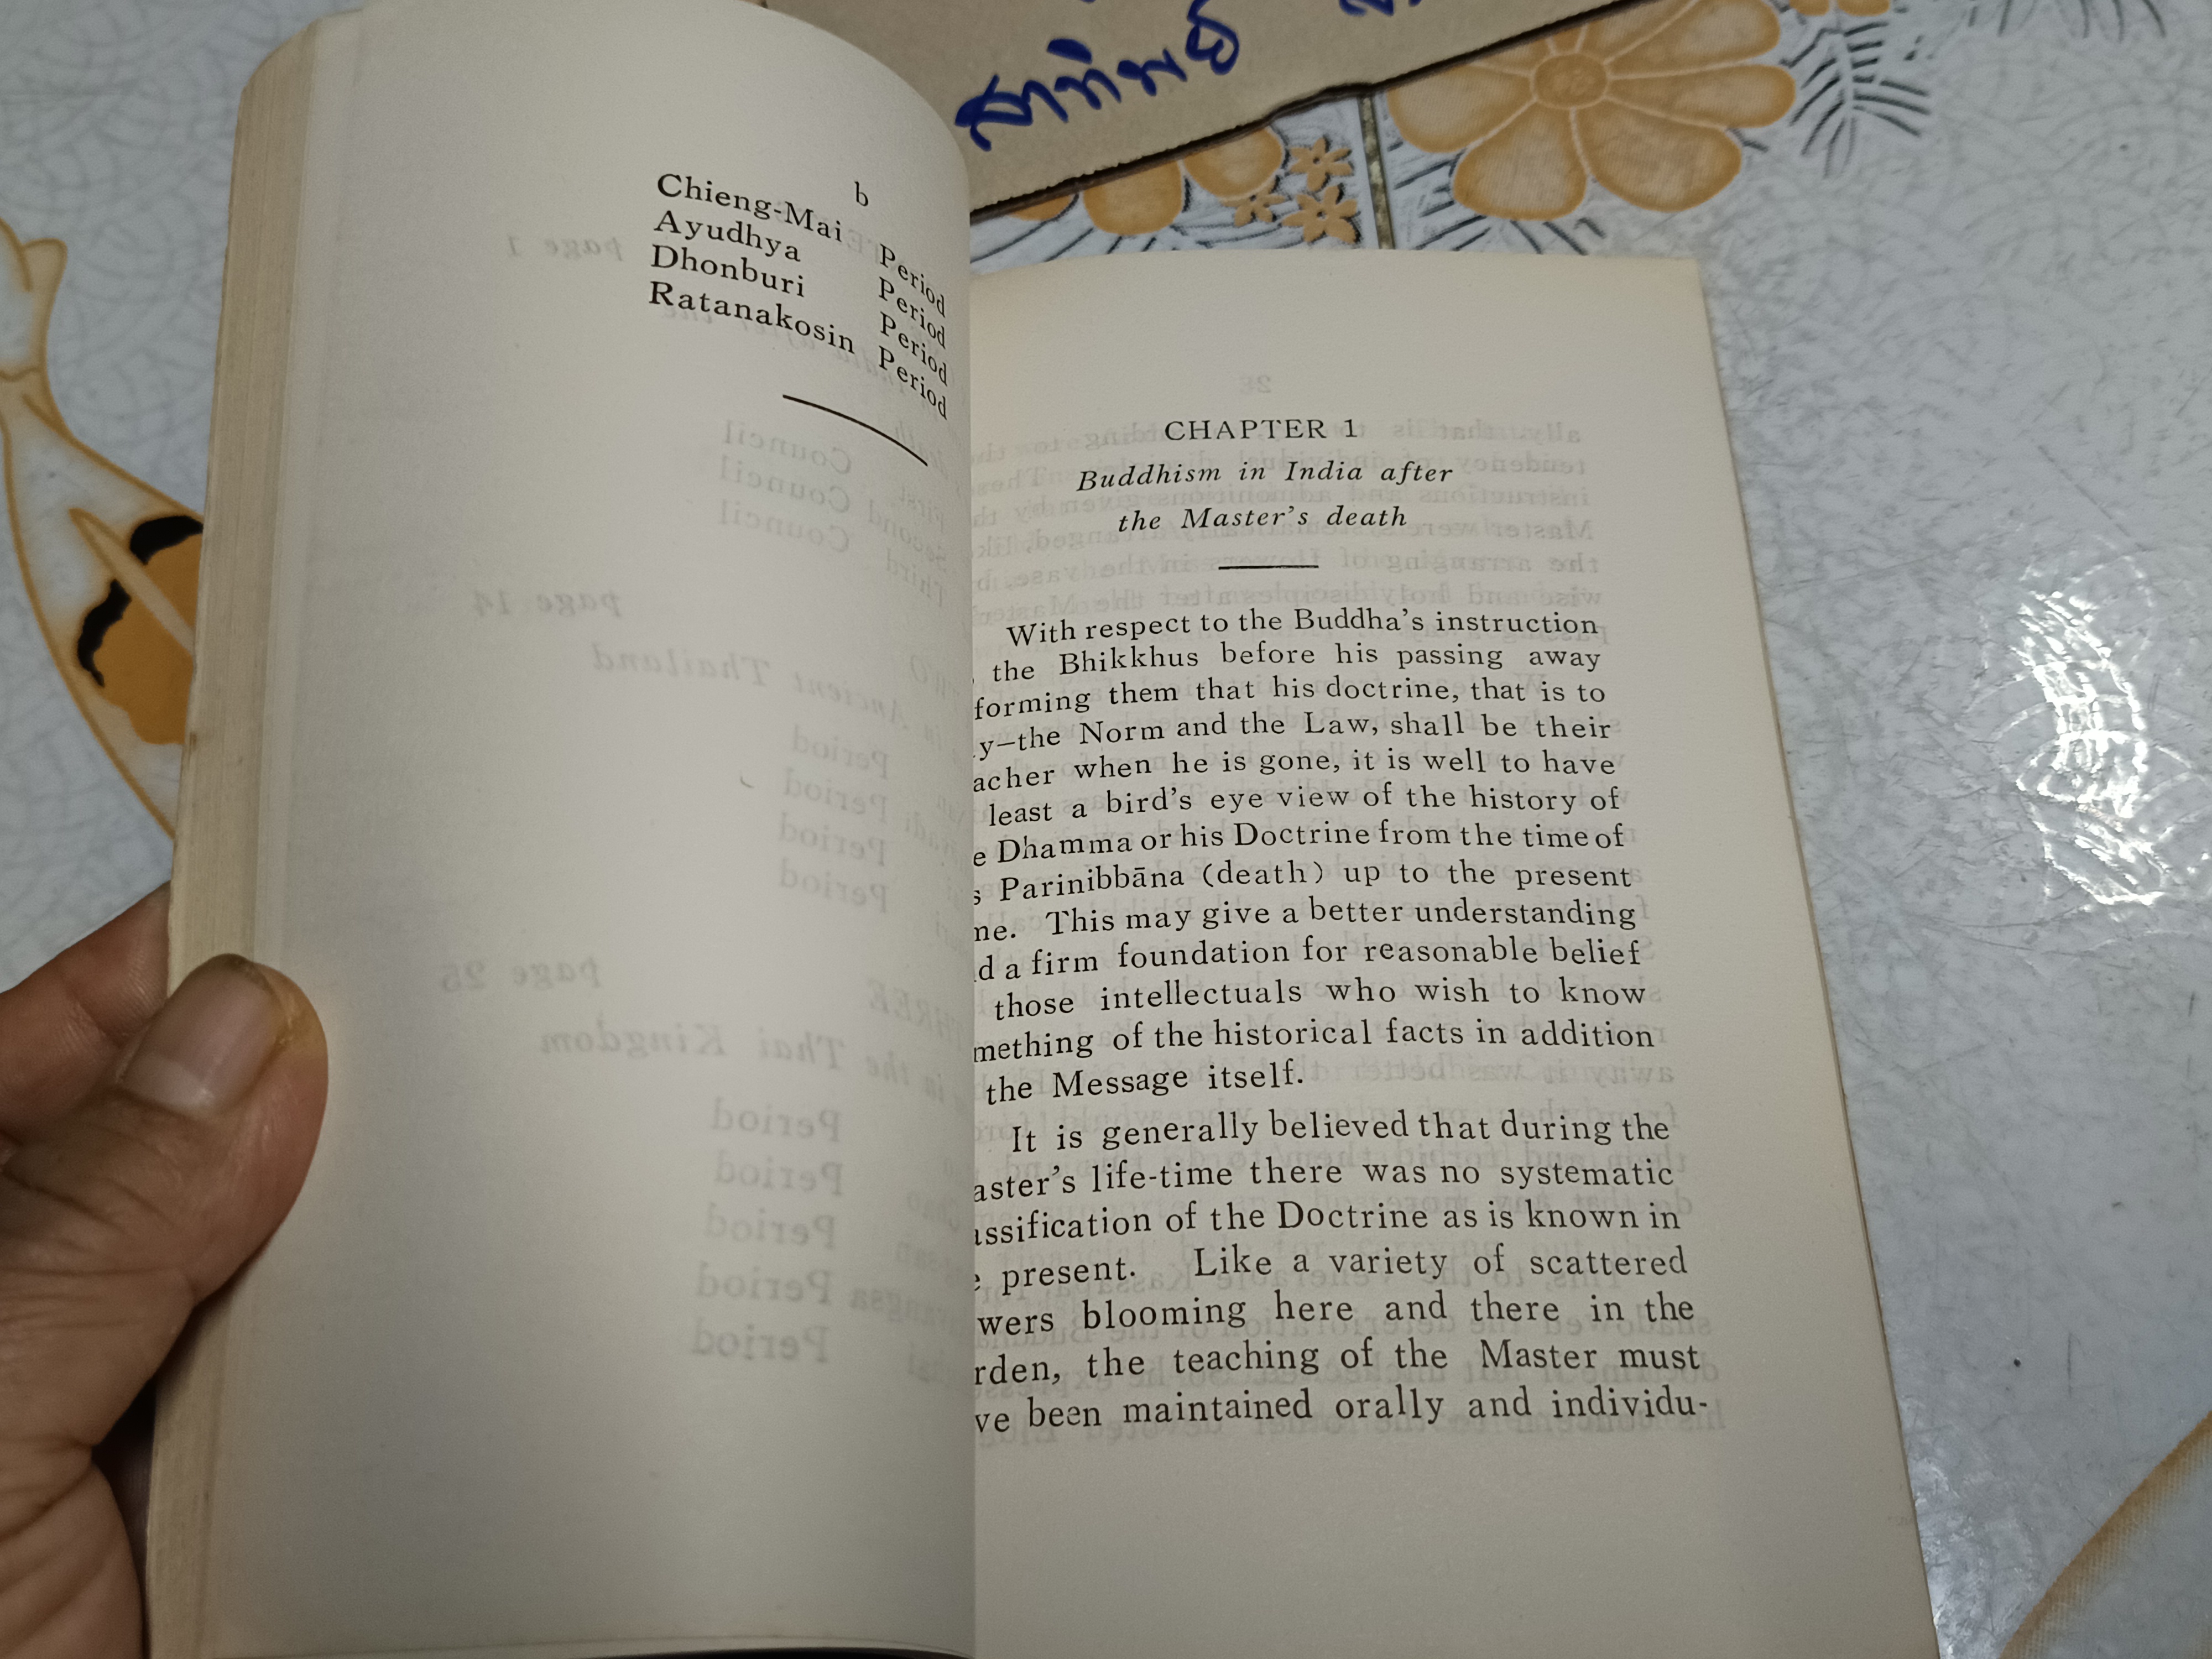 สาทิพย์
b
Chieng-Mai Period
Ayudhya Period
Dhonburi Period
Ratanakosin Period
CHAPTER 1
Buddhism in India after
the Master's death
With respect to the Buddha's instruction
the Bhikkhus before his passing away
forming them that his doctrine, that is to
y—the Norm and the Law, shall be their
acher when he is gone, it is well to have
least a bird's eye view of the history of
e Dhamma or his Doctrine from the time of
s Parinibbāna (death) up to the present
ne. This may give a better understanding
d a firm foundation for reasonable belief
those intellectuals who wish to know
mething of the historical facts in addition
the Message itself.
It is generally believed that during the
aster's life-time there was no systematic
assification of the Doctrine as is known in
e present. Like a variety of scattered
wers blooming here and there in the
rden, the teaching of the Master must
ve been maintained orally and individu-